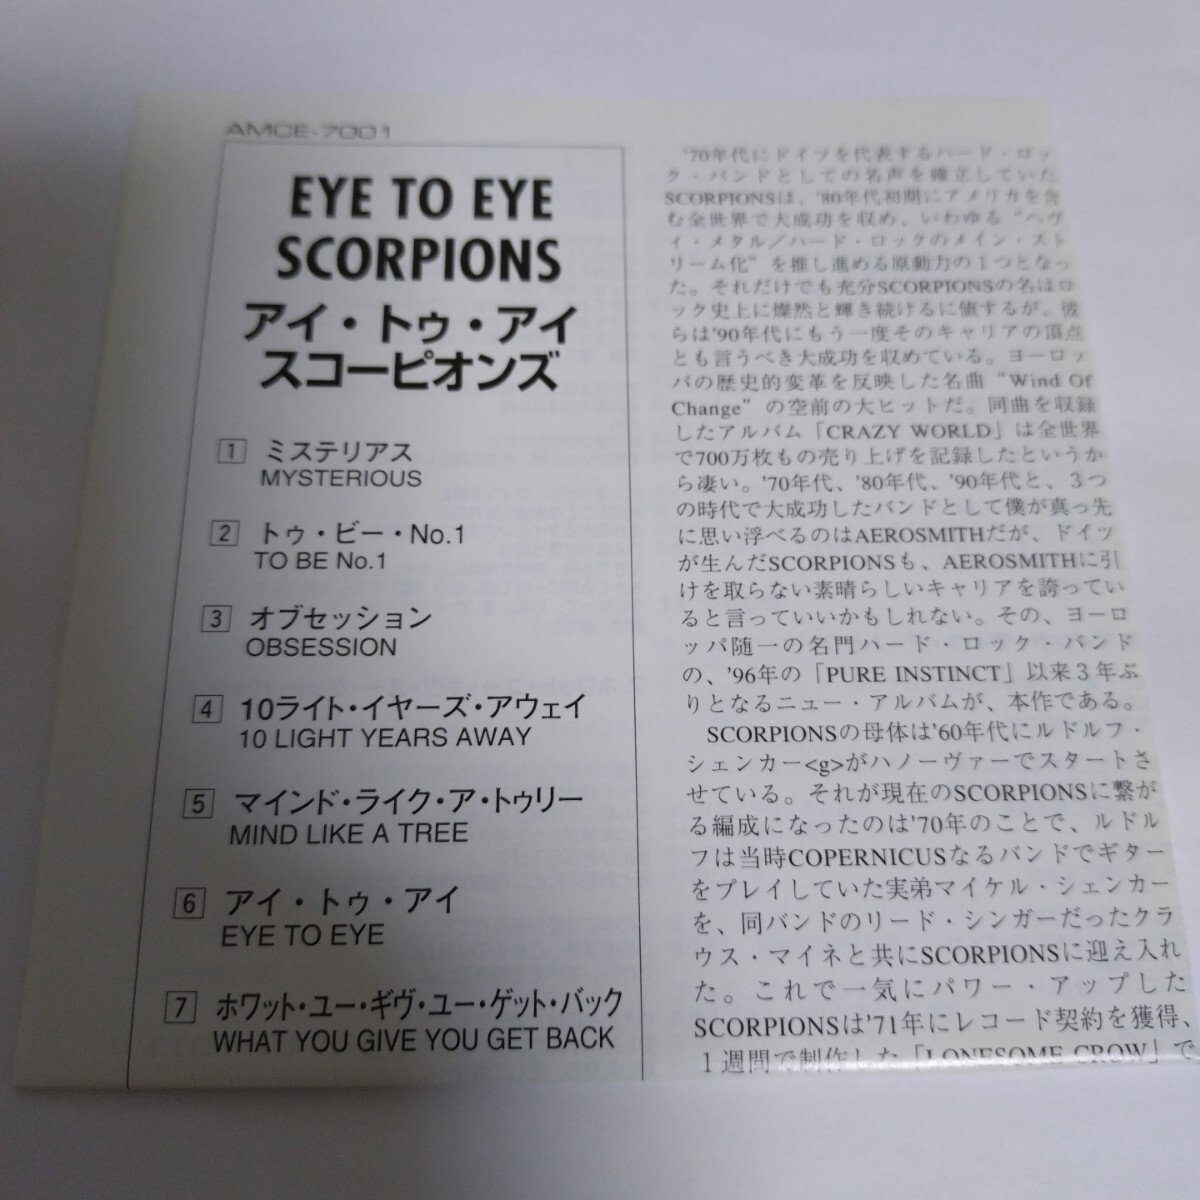 AMCE-7001
EYE TO EYE
SCORPIONS
アイ・トゥ・アイ
スコーピオンズ
1 ミステリアス
MYSTERIOUS
2 トゥ・ビー・No.1
TO BE No.1
3 オブセッション
OBSESSION
4 10ライト・イヤーズ・アウェイ
10 LIGHT YEARS AWAY
5 マインド・ライク・ア・トゥリー
MIND LIKE A TREE
6 アイ・トゥ・アイ
EYE TO EYE
7 ホワット・ユー・ギヴ・ユー・ゲット・バック
WHAT YOU GIVE YOU GET BACK
'70年代にドイツを代表するハード・ロッ
ク・バンドとしての名声を確立していた
SCORPIONSは、'80年代初期にアメリカを含
む全世界で大成功を収め、いわゆる“ヘヴ
ィ・メタル／ハード・ロックのメイン・スト
リーム化”を推し進める原動力の1つとなっ
た。それだけでも充分SCORPIONSの名はロ
ック史上に燦然と輝き続けるに値するが、彼
らは'90年代にもう一度そのキャリアの頂点
とも言うべき大成功を収めている。ヨーロッ
パの歴史的変革を反映した名曲“Wind Of
Change”の空前の大ヒットだ。同曲を収録
したアルバム「CRAZY WORLD」は全世界
で700万枚もの売り上げを記録したというか
ら凄い。'70年代、'80年代、'90年代と、3つ
の時代で大成功したバンドとして僕が真っ先
に思い浮べるのはAEROSMITHだが、ドイツ
が生んだSCORPIONSも、AEROSMITHに引
けを取らない素晴らしいキャリアを誇ってい
ると言っていいかもしれない。その、ヨーロ
ッパ随一の名門ハード・ロック・バンド
の、'96年の「PURE INSTINCT」以来3年ぶ
りとなるニュー・アルバムが、本作である。
SCORPIONSの母体は'60年代にルドルフ・
シェンカー<g>がハノーヴァーでスタートさ
せている。それが現在のSCORPIONSに繋が
る編成になったのは'70年のことで、ルドル
フは当時COPERNICUSなるバンドでギター
をプレイしていた実弟マイケル・シェンカー
を、同バンドのリード・シンガーだったクラ
ウス・マイネと共にSCORPIONSに迎え入れ
た。これで一気にパワー・アップした
SCORPIONSは'71年にレコード契約を獲得、
1週間で制作した「LONESOME CROW」で